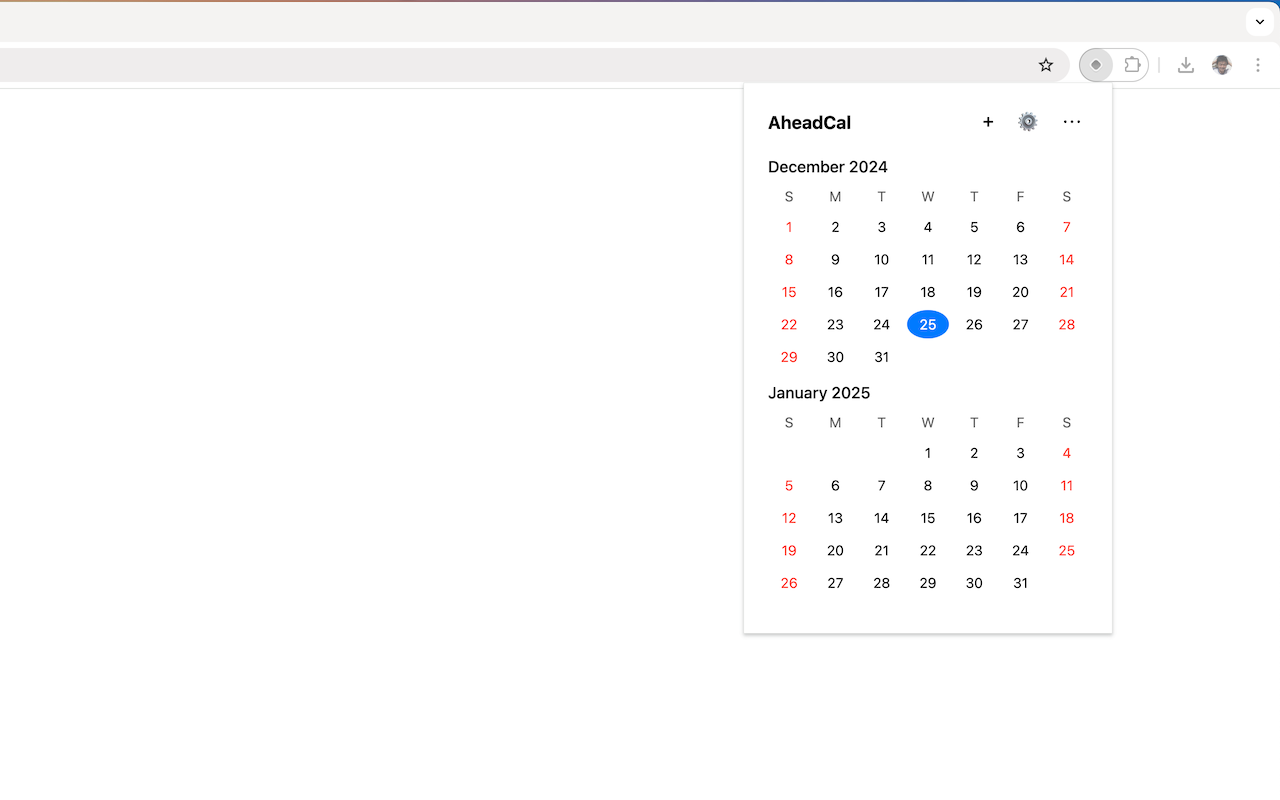 AheadCal + ···
December 2024
S M T W T F S
1 2 3 4 5 6 7
8 9 10 11 12 13 14
15 16 17 18 19 20 21
22 23 24 25 26 27 28
29 30 31
January 2025
S M T W T F S
1 2 3 4
5 6 7 8 9 10 11
12 13 14 15 16 17 18
19 20 21 22 23 24 25
26 27 28 29 30 31